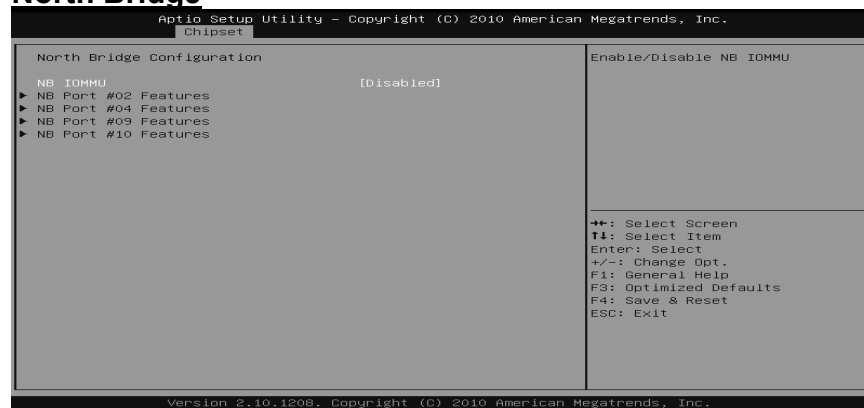 North Bridge
Aptio Setup Utility – Copyright (C) 2010 American Megatrends, Inc.
Chipset
North Bridge Configuration
NB IOMMU [Disabled]
► NB Port #02 Features
► NB Port #04 Features
► NB Port #09 Features
► NB Port #10 Features
Enable/Disable NB IOMMU
→←: Select Screen
↑↓: Select Item
Enter: Select
+/-: Change Opt.
F1: General Help
F3: Optimized Defaults
F4: Save & Reset
ESC: Exit
Version 2.10.1208. Copyright (C) 2010 American Megatrends, Inc.